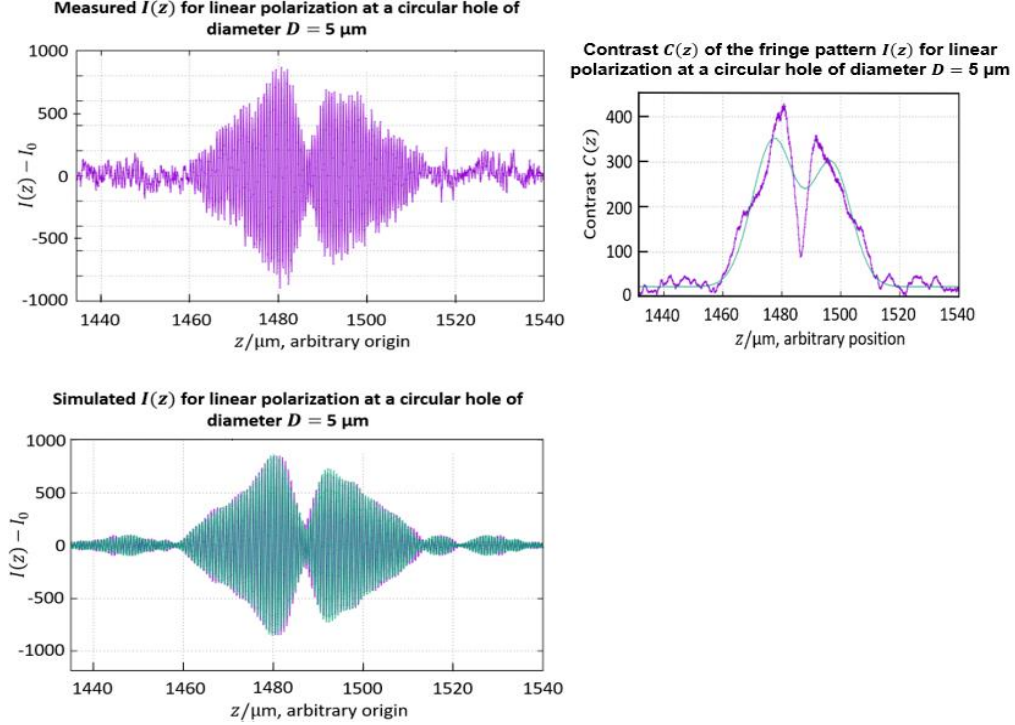 Measured I(z) for linear polarization at a circular hole of
diameter D = 5 μm
1000
500
0
-500
-1000
I(z) − I₀
1440 1460 1480 1500 1520 1540
z/μm, arbitrary origin
Contrast C(z) of the fringe pattern I(z) for linear
polarization at a circular hole of diameter D = 5 μm
400
300
200
100
0
Contrast C(z)
1440 1460 1480 1500 1520 1540
z/μm, arbitrary position
Simulated I(z) for linear polarization at a circular hole of
diameter D = 5 μm
1000
500
0
-500
-1000
I(z) − I₀
1440 1460 1480 1500 1520 1540
z/μm, arbitrary origin